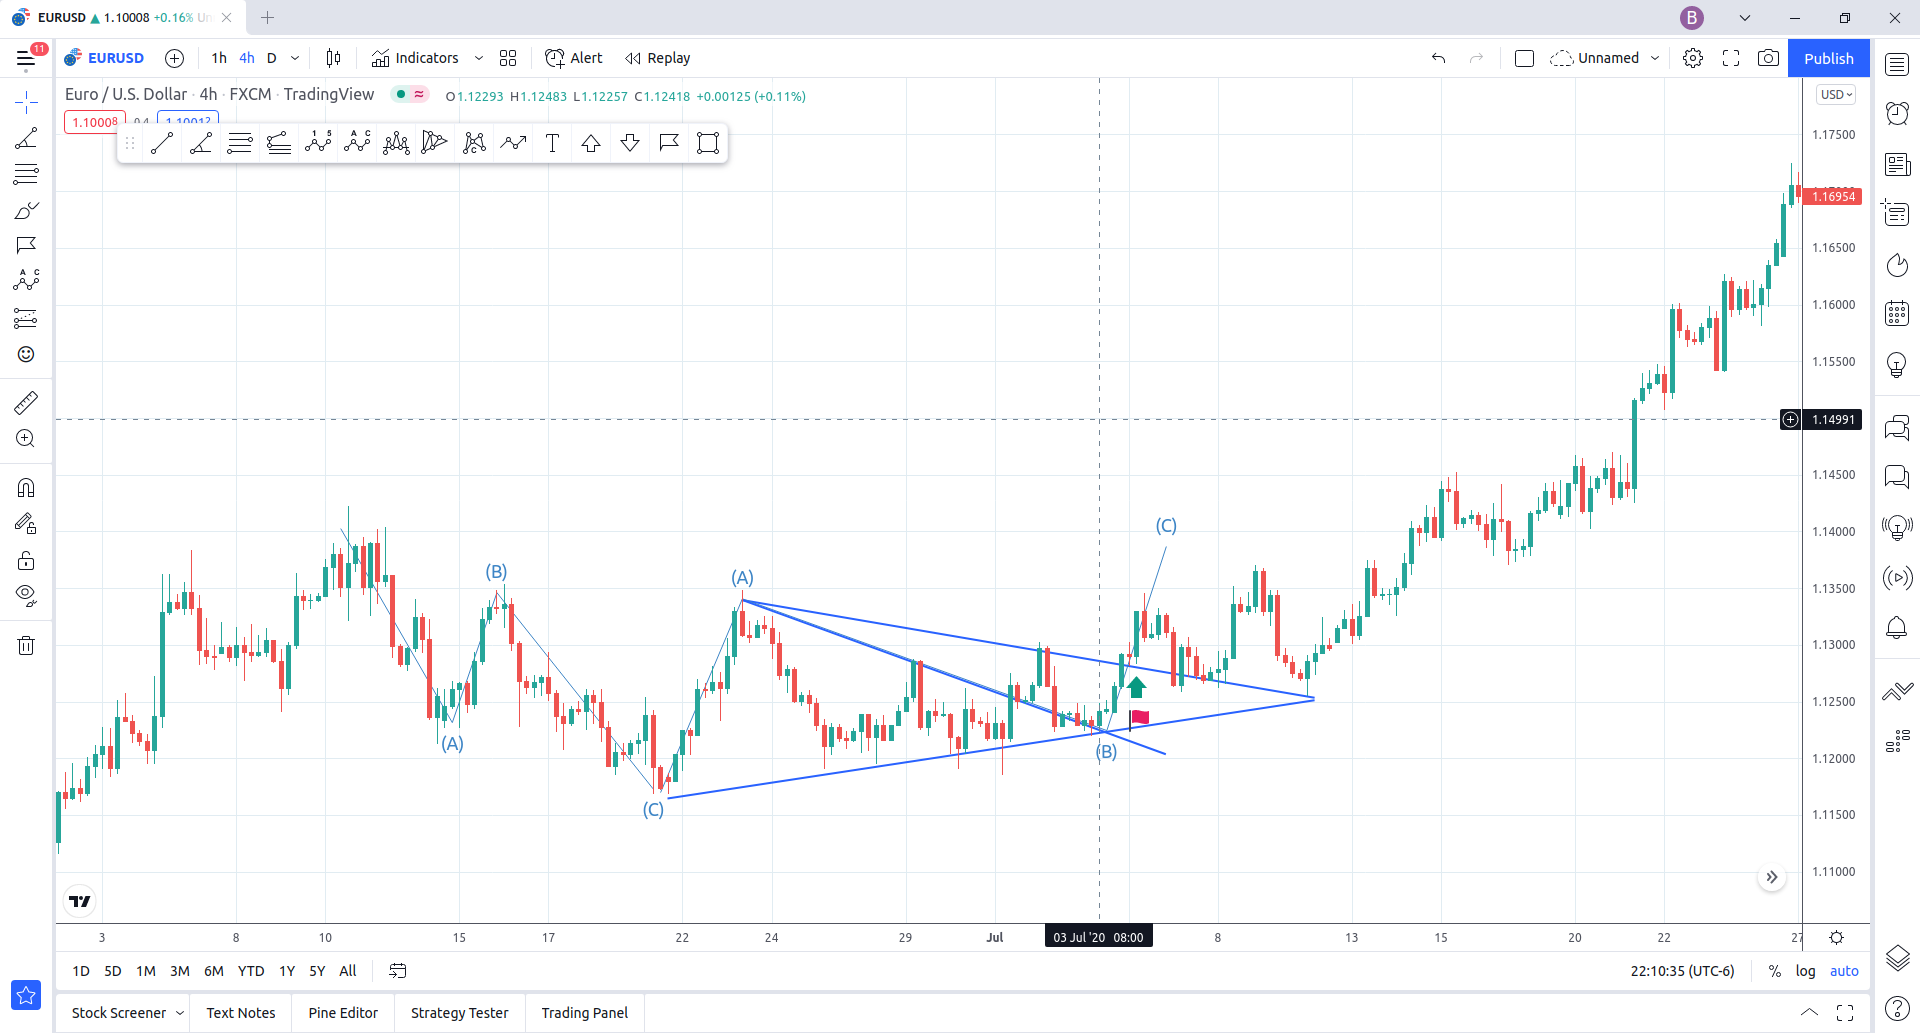 EURUSD ▲ 1.10008 +0.16% Un
B
11
EURUSD
1h 4h D
Indicators
Alert
Replay
Unnamed
Publish
Euro / U.S. Dollar · 4h · FXCM · TradingView
O1.12293 H1.12483 L1.12257 C1.12418 +0.00125 (+0.11%)
USD
1.10008 0.4 1.10012
1 5
A C
C
A C
1.17500
1.16954
1.16500
1.16000
1.15500
1.14991
1.14500
1.14000
1.13500
1.13000
1.12500
1.12000
1.11500
1.11000
(C)
(B)
(A)
(A)
(B)
(C)
3 8 10 15 17 22 24 29 Jul 03 Jul '20 08:00 8 13 15 20 22 27
1D 5D 1M 3M 6M YTD 1Y 5Y All
22:10:35 (UTC-6) % log auto
Stock Screener Text Notes Pine Editor Strategy Tester Trading Panel